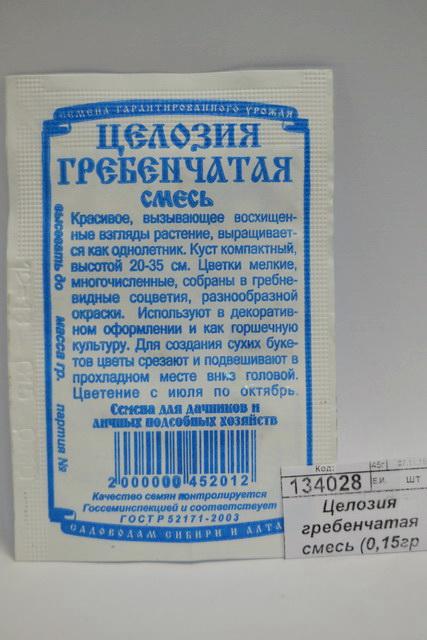 СЕМЕНА ГАРАНТИРОВАННОГО УРОЖАЯ
ЦЕЛОЗИЯ
ГРЕБЕНЧАТАЯ
СМЕСЬ
Красивое, вызывающее восхищен-
ные взгляды растение, выращивает-
ся как однолетник. Куст компактный,
высотой 20-35 см. Цветки мелкие,
многочисленные, собраны в гребне-
видные соцветия, разнообразной
окраски. Используют в декоратив-
ном оформлении и как горшечную
культуру. Для создания сухих буке-
тов цветы срезают и подвешивают в
прохладном месте вниз головой.
Цветение с июля по октябрь.
Семена для дачников и
личных подсобных хозяйств
2 000000 452012
Качество семян контролируется
Госсеминспекцией и соответствует
ГОСТ Р 52171-2003
САДОВОДАМ СИБИРИ И АЛТАЯ
высевать до масса гр. партия №
Код:
134028
Е.И. ШТ
Целозия
гребенчатая
смесь (0,15гр